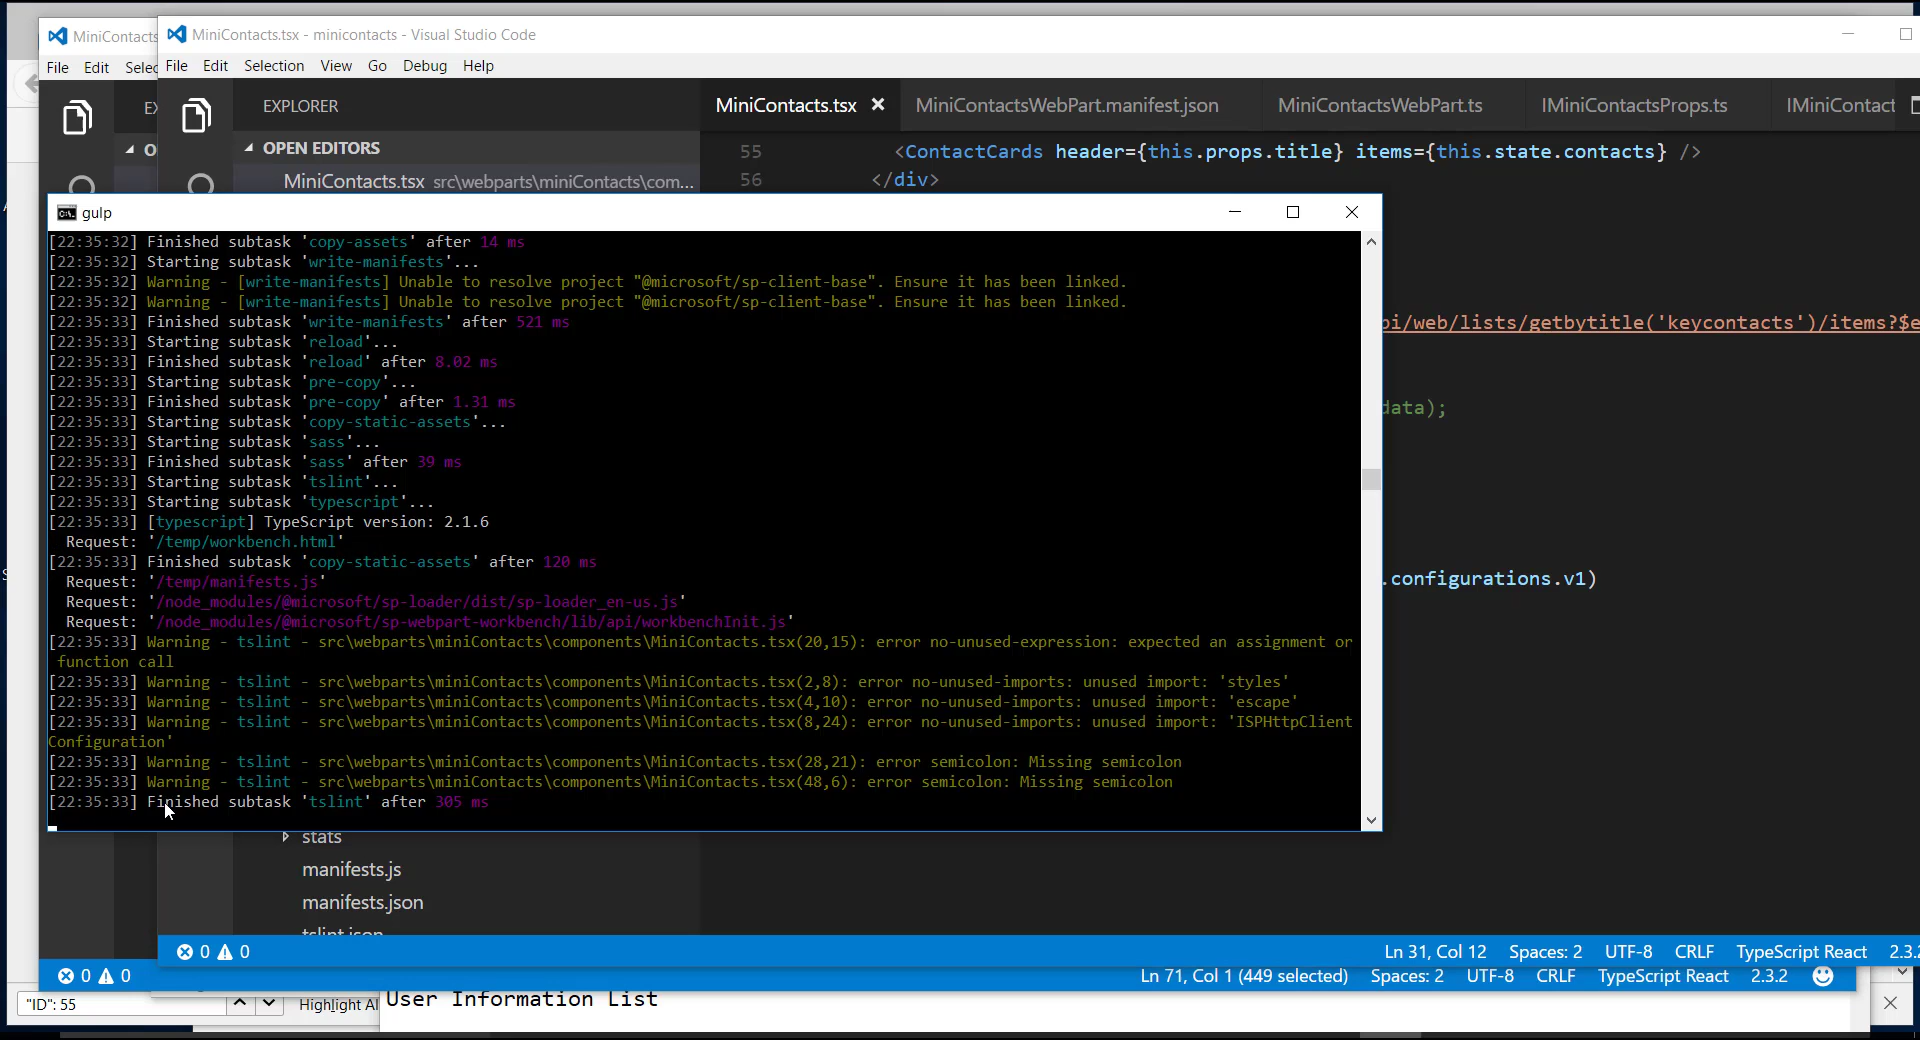 MiniContacts
MiniContacts.tsx - minicontacts - Visual Studio Code
File Edit Selec
File Edit Selection View Go Debug Help
EX
EXPLORER
MiniContacts.tsx
MiniContactsWebPart.manifest.json
MiniContactsWebPart.ts
IMiniContactsProps.ts
IMiniContact
O
OPEN EDITORS
MiniContacts.tsx src\webparts\miniContacts\com...
55 <ContactCards header={this.props.title} items={this.state.contacts} />
56 </div>
gulp
[22:35:32] Finished subtask 'copy-assets' after 14 ms
[22:35:32] Starting subtask 'write-manifests'...
[22:35:32] Warning - [write-manifests] Unable to resolve project "@microsoft/sp-client-base". Ensure it has been linked.
[22:35:32] Warning - [write-manifests] Unable to resolve project "@microsoft/sp-client-base". Ensure it has been linked.
[22:35:33] Finished subtask 'write-manifests' after 521 ms
[22:35:33] Starting subtask 'reload'...
[22:35:33] Finished subtask 'reload' after 8.02 ms
[22:35:33] Starting subtask 'pre-copy'...
[22:35:33] Finished subtask 'pre-copy' after 1.31 ms
[22:35:33] Starting subtask 'copy-static-assets'...
[22:35:33] Starting subtask 'sass'...
[22:35:33] Finished subtask 'sass' after 39 ms
[22:35:33] Starting subtask 'tslint'...
[22:35:33] Starting subtask 'typescript'...
[22:35:33] [typescript] TypeScript version: 2.1.6
Request: '/temp/workbench.html'
[22:35:33] Finished subtask 'copy-static-assets' after 120 ms
Request: '/temp/manifests.js'
Request: '/node_modules/@microsoft/sp-loader/dist/sp-loader_en-us.js'
Request: '/node_modules/@microsoft/sp-webpart-workbench/lib/api/workbenchInit.js'
[22:35:33] Warning - tslint - src\webparts\miniContacts\components\MiniContacts.tsx(20,15): error no-unused-expression: expected an assignment or
function call
[22:35:33] Warning - tslint - src\webparts\miniContacts\components\MiniContacts.tsx(2,8): error no-unused-imports: unused import: 'styles'
[22:35:33] Warning - tslint - src\webparts\miniContacts\components\MiniContacts.tsx(4,10): error no-unused-imports: unused import: 'escape'
[22:35:33] Warning - tslint - src\webparts\miniContacts\components\MiniContacts.tsx(8,24): error no-unused-imports: unused import: 'ISPHttpClient
Configuration'
[22:35:33] Warning - tslint - src\webparts\miniContacts\components\MiniContacts.tsx(28,21): error semicolon: Missing semicolon
[22:35:33] Warning - tslint - src\webparts\miniContacts\components\MiniContacts.tsx(48,6): error semicolon: Missing semicolon
[22:35:33] Finished subtask 'tslint' after 305 ms
pi/web/lists/getbytitle('keycontacts')/items?$e
data);
.configurations.v1)
stats
manifests.js
manifests.json
tslint.json
0 0
Ln 31, Col 12 Spaces: 2 UTF-8 CRLF TypeScript React 2.3.2
0 0
Ln 71, Col 1 (449 selected) Spaces: 2 UTF-8 CRLF TypeScript React 2.3.2
"ID": 55
Highlight Al
User Information List